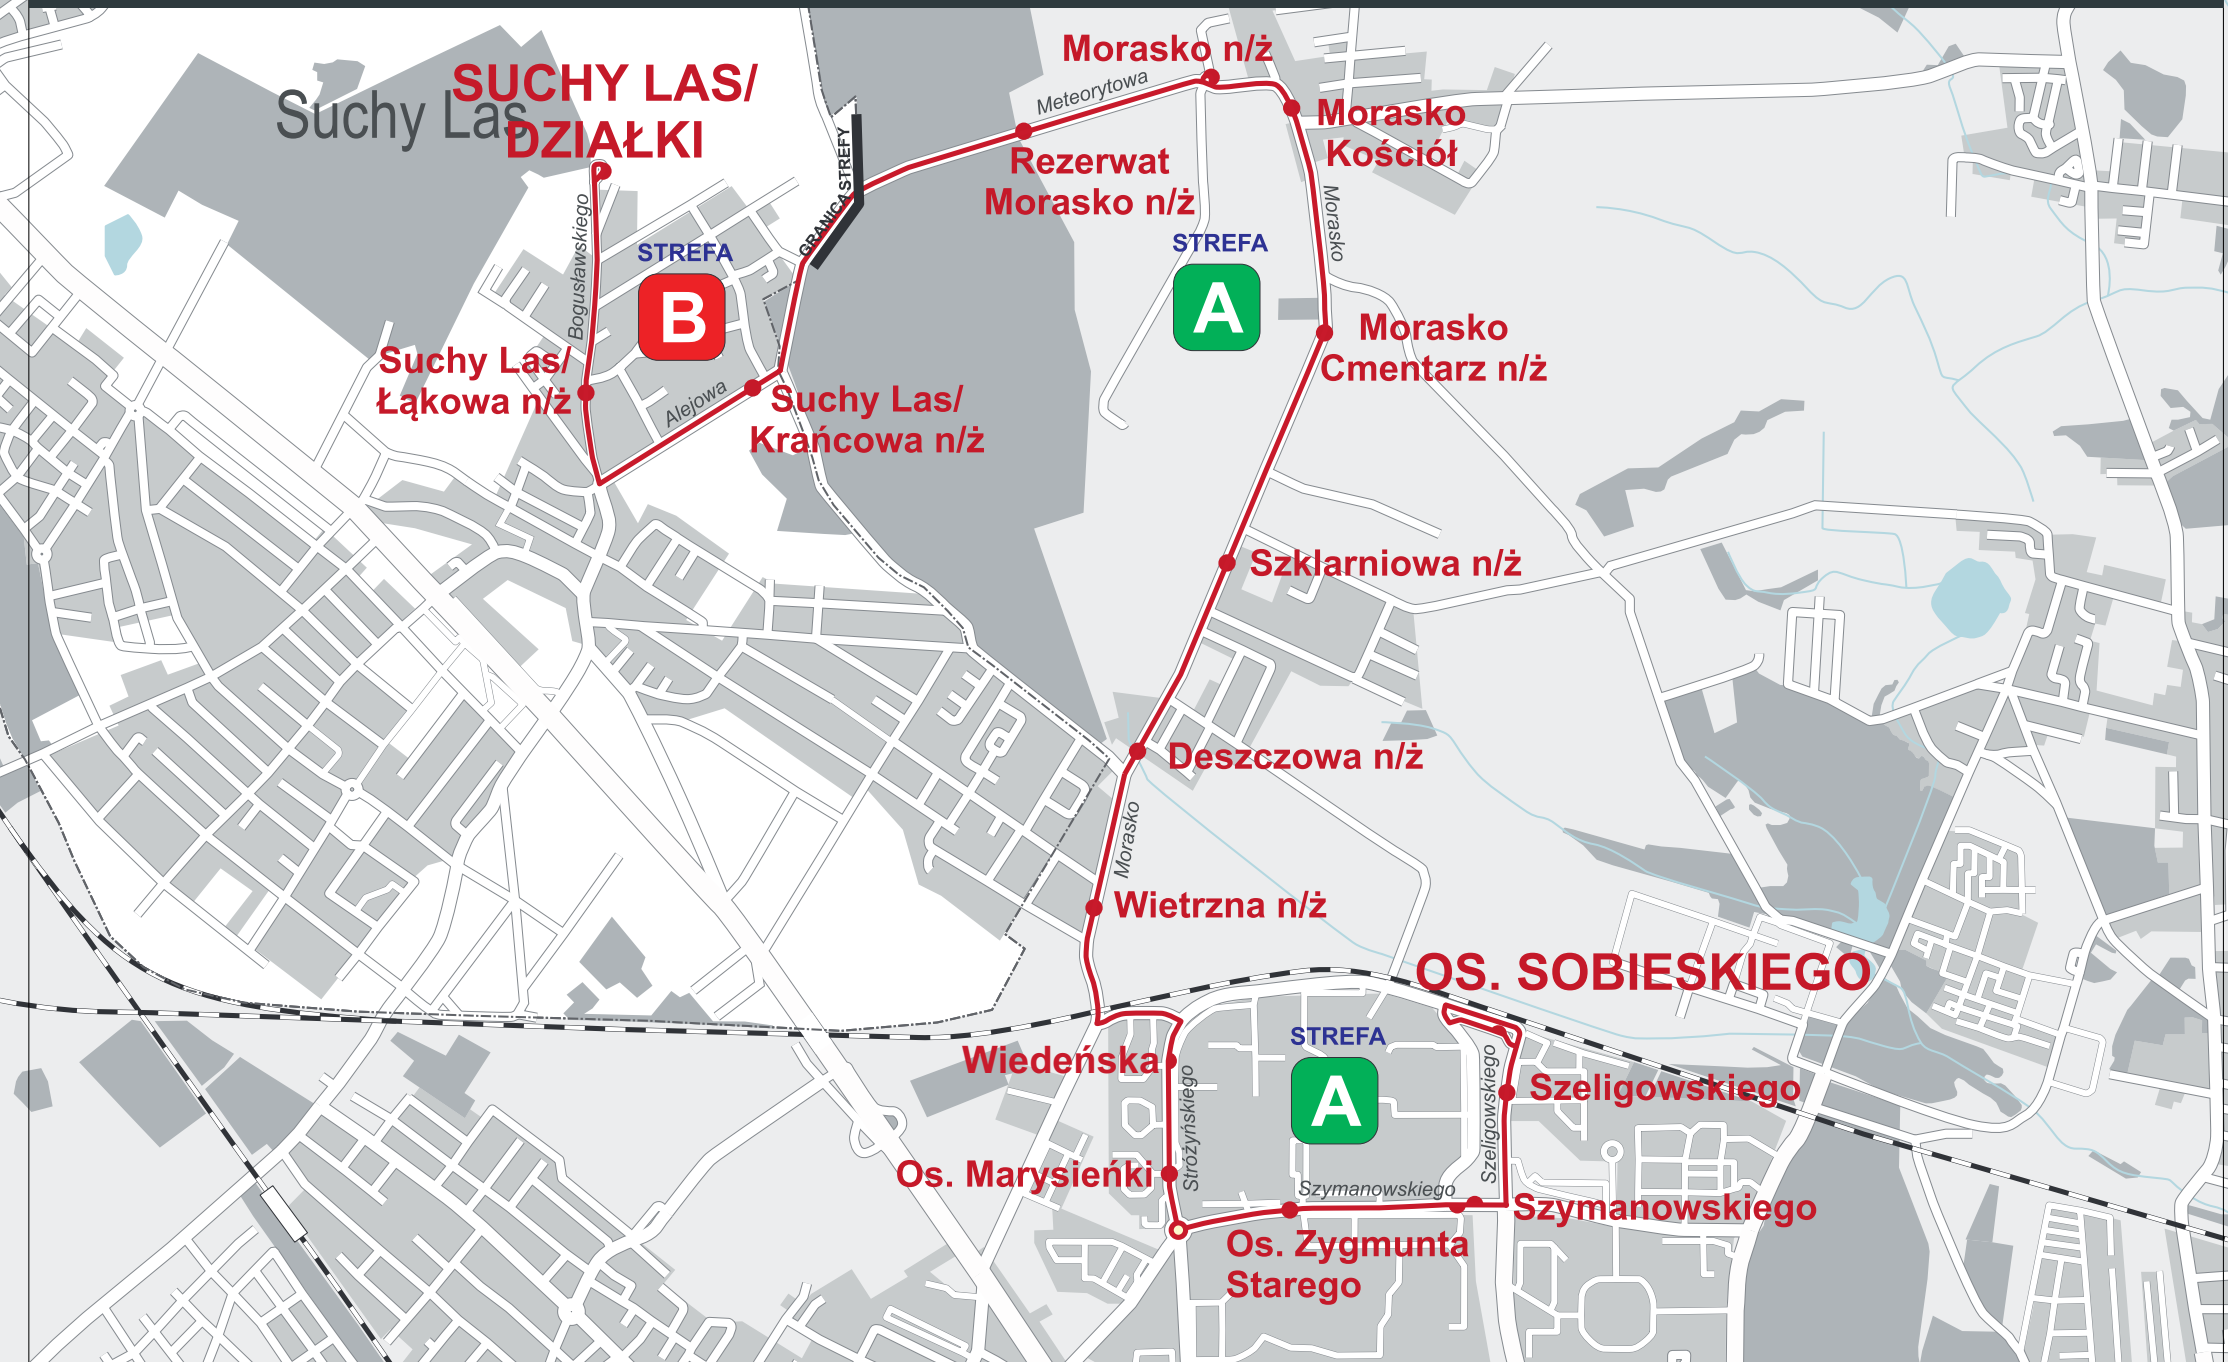 Morasko n/ż
SUCHY LAS/
DZIAŁKI
Suchy Las
Meteorytowa
Morasko
Kościół
GRANICA STREFY
Rezerwat
Morasko n/ż
Bogusławskiego
Morasko
STREFA
B
STREFA
A
Morasko
Cmentarz n/ż
Suchy Las/
Łąkowa n/ż
Alejowa
Suchy Las/
Krańcowa n/ż
Szklarniowa n/ż
Deszczowa n/ż
Morasko
Wietrzna n/ż
OS. SOBIESKIEGO
STREFA
A
Wiedeńska
Stróżyńskiego
Szeligowskiego
Szeligowskiego
Os. Marysieńki
Szymanowskiego
Szymanowskiego
Os. Zygmunta
Starego